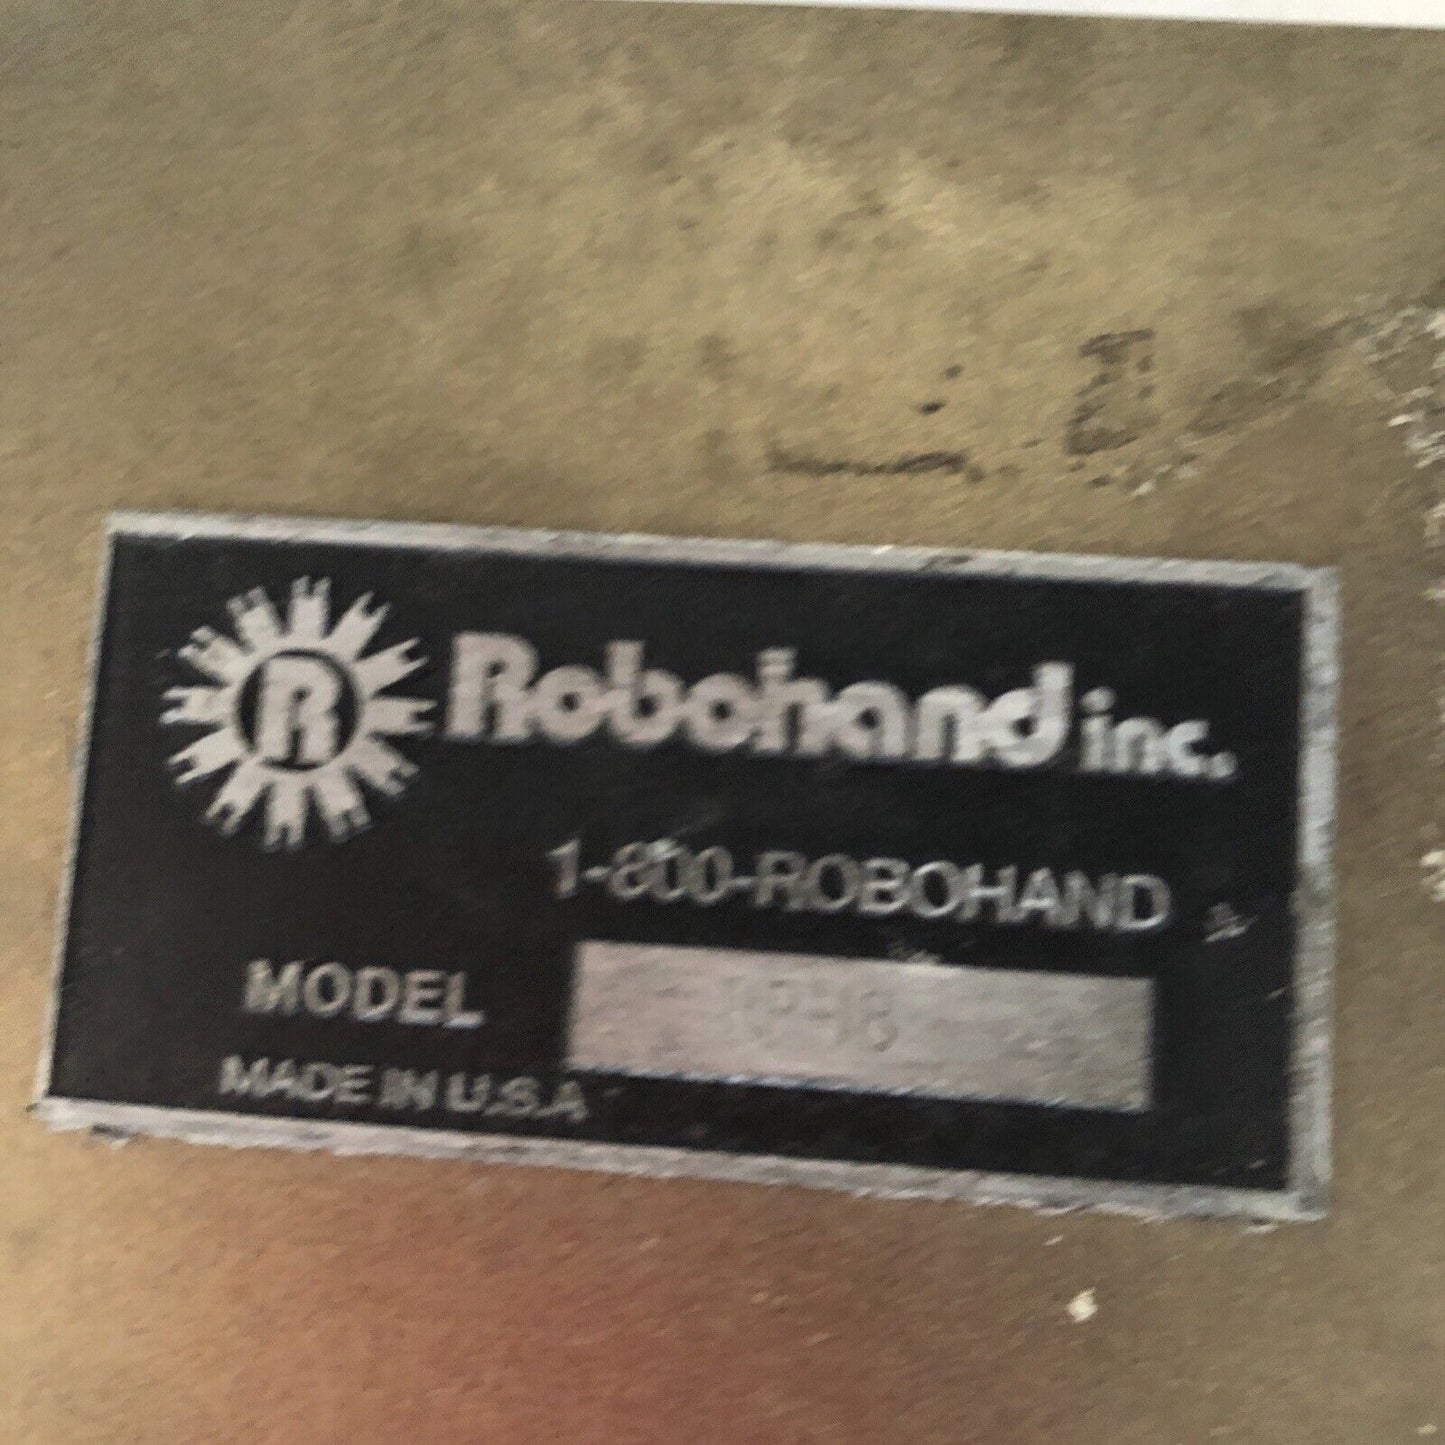 R
Robohand inc.
1-800-ROBOHAND
MODEL
MADE IN U.S.A